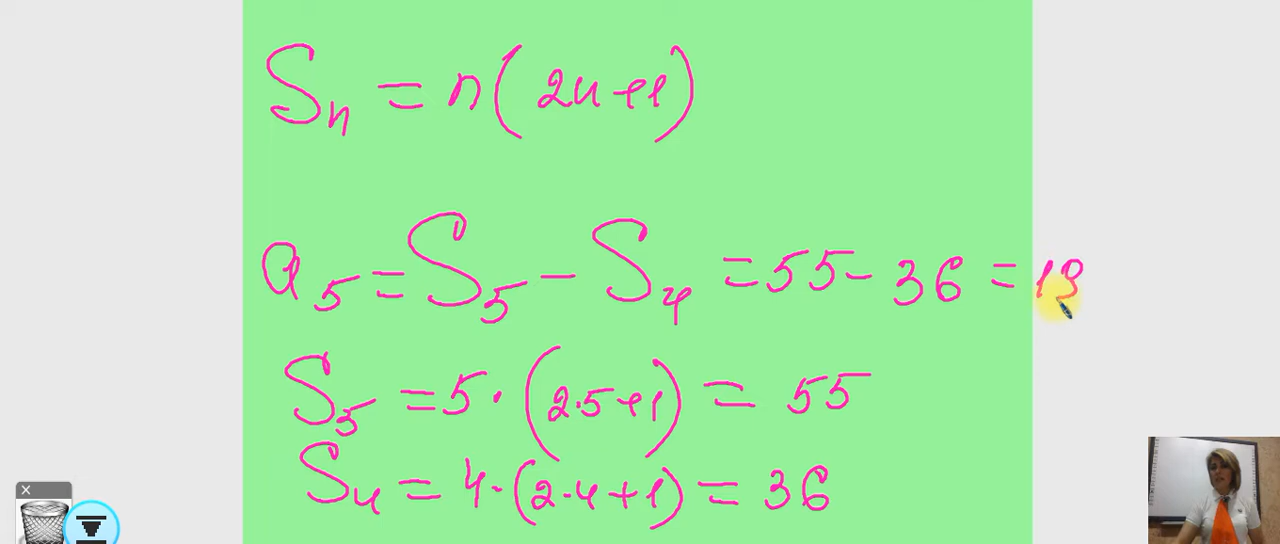 Sₙ = n(2n+1)
a₅ = S₅ − S₄ = 55 − 36 = 19
S₅ = 5·(2·5+1) = 55
S₄ = 4·(2·4+1) = 36